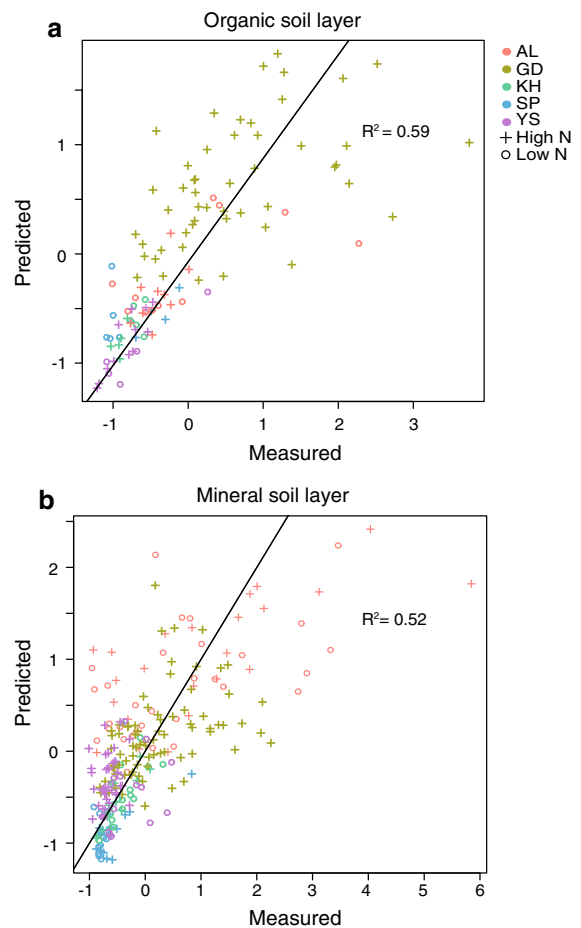 a
Organic soil layer
AL
GD
KH
SP
YS
High N
Low N
R² = 0.59
1
0
-1
Predicted
-1 0 1 2 3
Measured
b
Mineral soil layer
R² = 0.52
2
1
0
-1
Predicted
-1 0 1 2 3 4 5 6
Measured